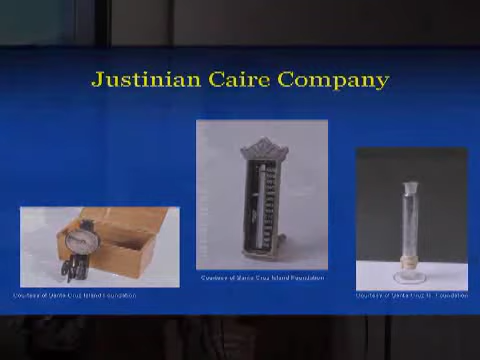 Justinian Caire Company
Courtesy of Santa Cruz Island Foundation
Courtesy of Santa Cruz Island Foundation
Courtesy of Santa Cruz Is. Foundation